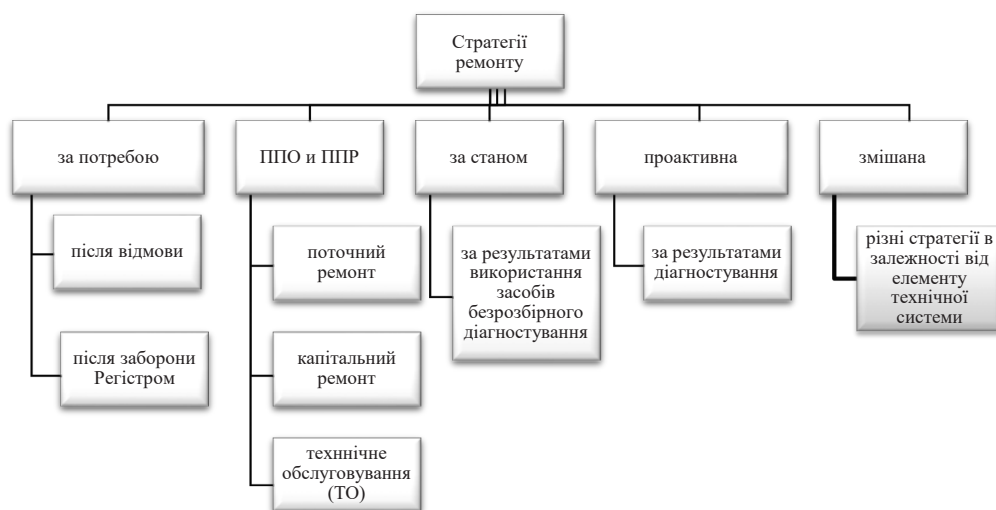 Стратегії
ремонту
за потребою
ППО и ППР
за станом
проактивна
змішана
після відмови
після заборони
Регістром
поточний
ремонт
капітальний
ремонт
техннічне
обслуговування
(ТО)
за результатами
використання
засобів
безрозбірного
діагностування
за результатами
діагностування
різні стратегії в
залежності від
елементу
технічної
системи